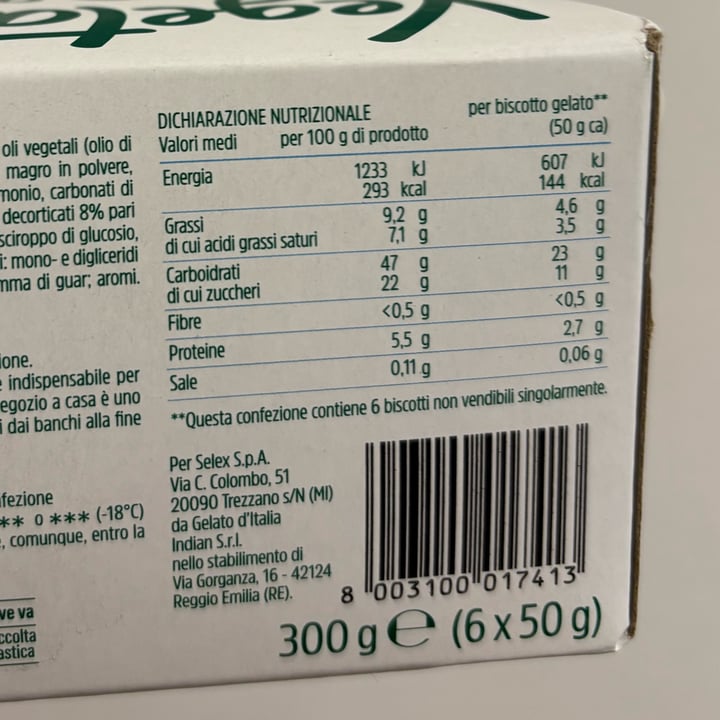 Vegeta
oli vegetali (olio di
magro in polvere,
monio, carbonati di
decorticati 8% pari
sciroppo di glucosio,
i: mono- e digliceridi
mma di guar; aromi.
ione.
e indispensabile per
egozio a casa è uno
i dai banchi alla fine
nfezione
** o *** (-18°C)
e, comunque, entro la
ve va
ccolta
astica
DICHIARAZIONE NUTRIZIONALE
Valori medi per 100 g di prodotto per biscotto gelato**
(50 g ca)
Energia 1233 kJ 607 kJ
293 kcal 144 kcal
Grassi 9,2 g 4,6 g
di cui acidi grassi saturi 7,1 g 3,5 g
Carboidrati 47 g 23 g
di cui zuccheri 22 g 11 g
Fibre <0,5 g <0,5 g
Proteine 5,5 g 2,7 g
Sale 0,11 g 0,06 g
**Questa confezione contiene 6 biscotti non vendibili singolarmente.
Per Selex S.p.A.
Via C. Colombo, 51
20090 Trezzano s/N (MI)
da Gelato d'Italia
Indian S.r.l.
nello stabilimento di
Via Gorganza, 16 - 42124
Reggio Emilia (RE).
8 003100 017413
300 g e (6 x 50 g)